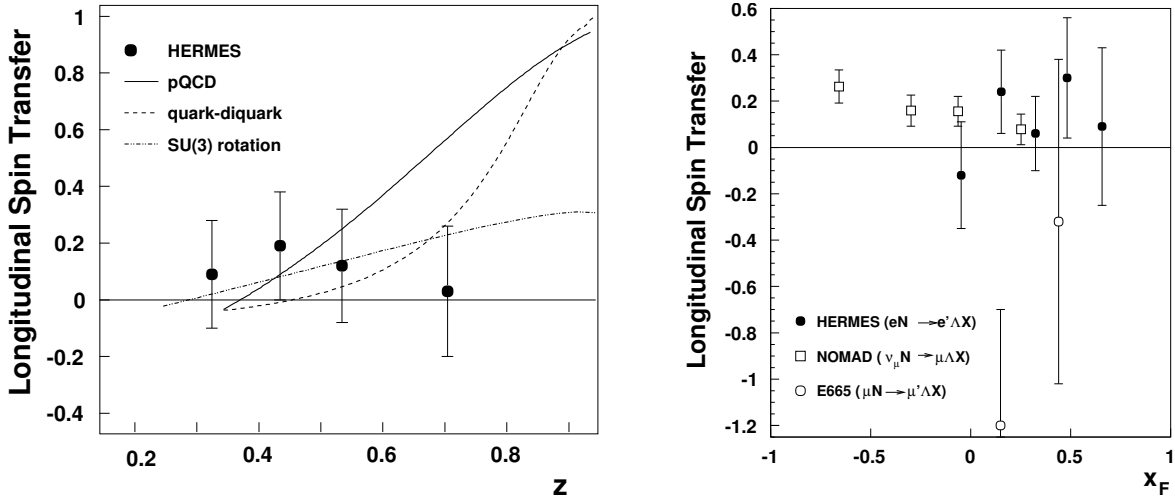 Longitudinal Spin Transfer
1
0.8
0.6
0.4
0.2
0
-0.2
-0.4
HERMES
pQCD
quark-diquark
SU(3) rotation
0.2 0.4 0.6 0.8
z
Longitudinal Spin Transfer
0.6
0.4
0.2
0
-0.2
-0.4
-0.6
-0.8
-1
-1.2
HERMES (eN →e'ΛX)
NOMAD ( νμN → μΛX)
E665 ( μN → μ'ΛX)
-1 -0.5 0 0.5 1
xF